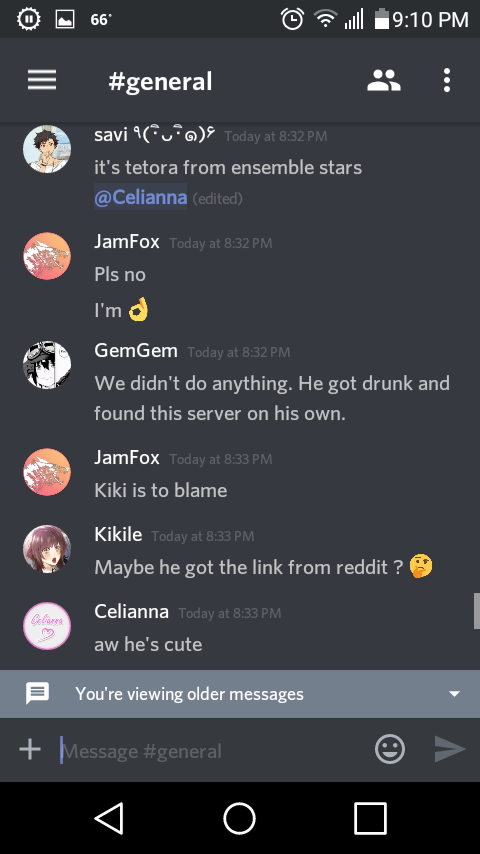 66°
9:10 PM
#general
savi ٩(･ิᴗ･ิ๑)۶ Today at 8:32 PM
it's tetora from ensemble stars
@Celianna (edited)
JamFox Today at 8:32 PM
Pls no
I'm 👌
GemGem Today at 8:32 PM
We didn't do anything. He got drunk and
found this server on his own.
JamFox Today at 8:33 PM
Kiki is to blame
Kikile Today at 8:33 PM
Maybe he got the link from reddit ? 🤔
Celianna
Celianna Today at 8:33 PM
aw he's cute
You're viewing older messages
Message #general